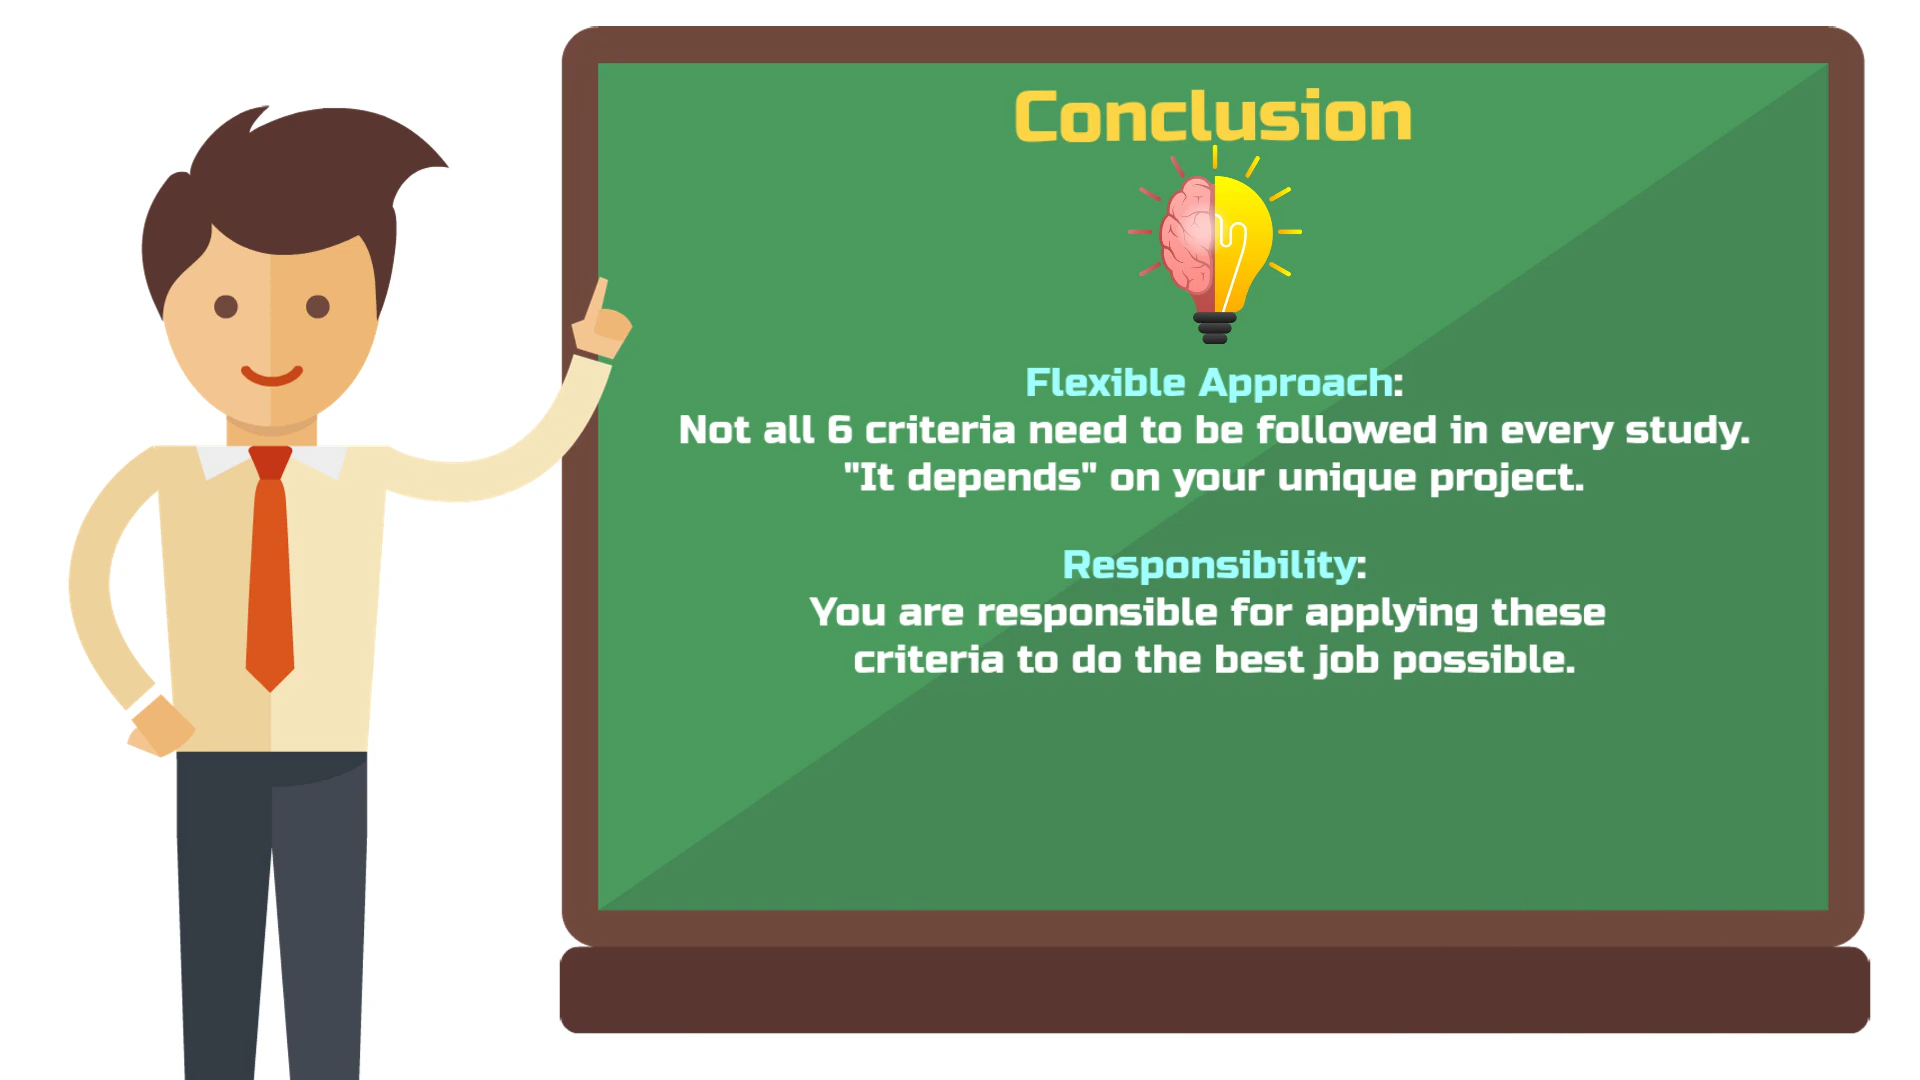 Conclusion
Flexible Approach:
Not all 6 criteria need to be followed in every study.
"It depends" on your unique project.
Responsibility:
You are responsible for applying these
criteria to do the best job possible.